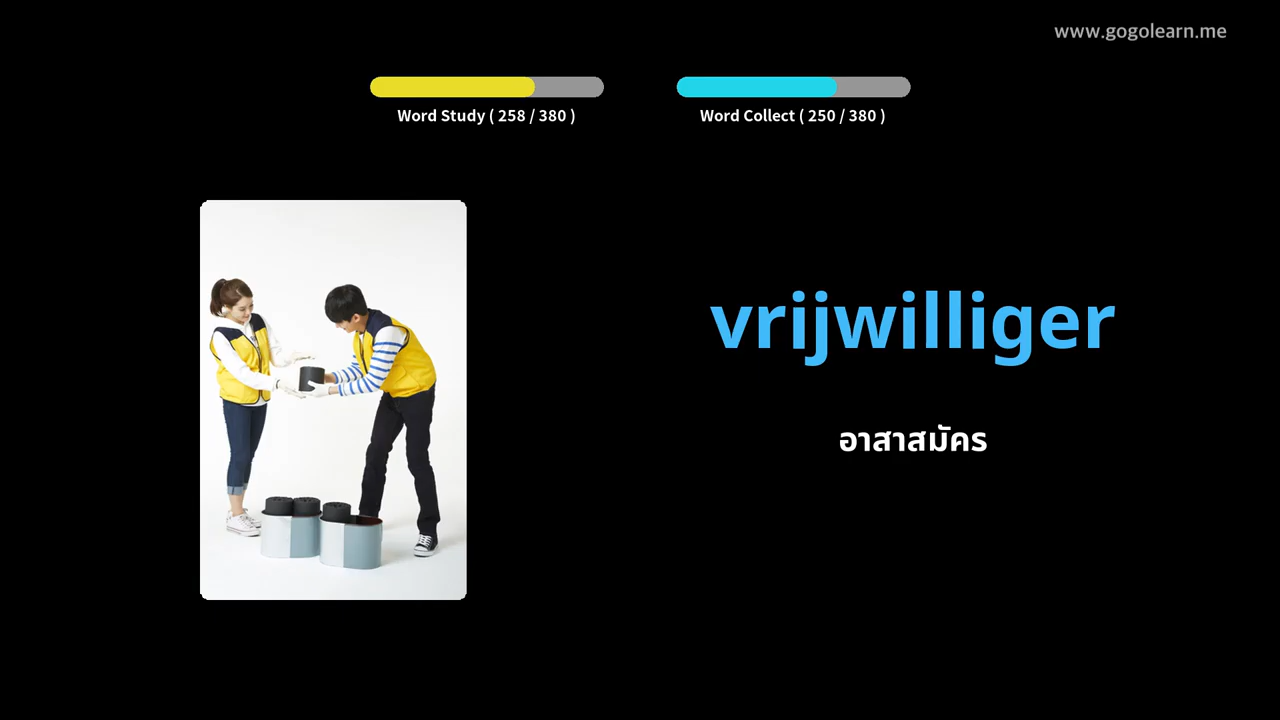 www.gogolearn.me
Word Study ( 258 / 380 )
Word Collect ( 250 / 380 )
vrijwilliger
อาสาสมัคร